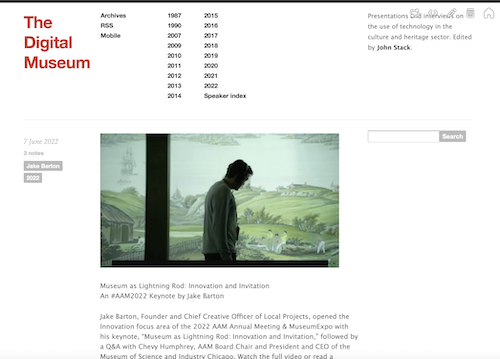 The
Digital
Museum
Archives
RSS
Mobile
1987
1990
2007
2009
2010
2011
2012
2013
2014
2015
2016
2017
2018
2019
2020
2021
2022
Speaker index
Presentations and interviews on
the use of technology in the
culture and heritage sector. Edited
by John Stack.
Search
7 June 2022
3 notes
Jake Barton
2022
Museum as Lightning Rod: Innovation and Invitation
An #AAM2022 Keynote by Jake Barton
Jake Barton, Founder and Chief Creative Officer of Local Projects, opened the
Innovation focus area of the 2022 AAM Annual Meeting & MuseumExpo with
his keynote, “Museum as Lightning Rod: Innovation and Invitation,” followed by
a Q&A with Chevy Humphrey, AAM Board Chair and President and CEO of the
Museum of Science and Industry Chicago. Watch the full video or read a